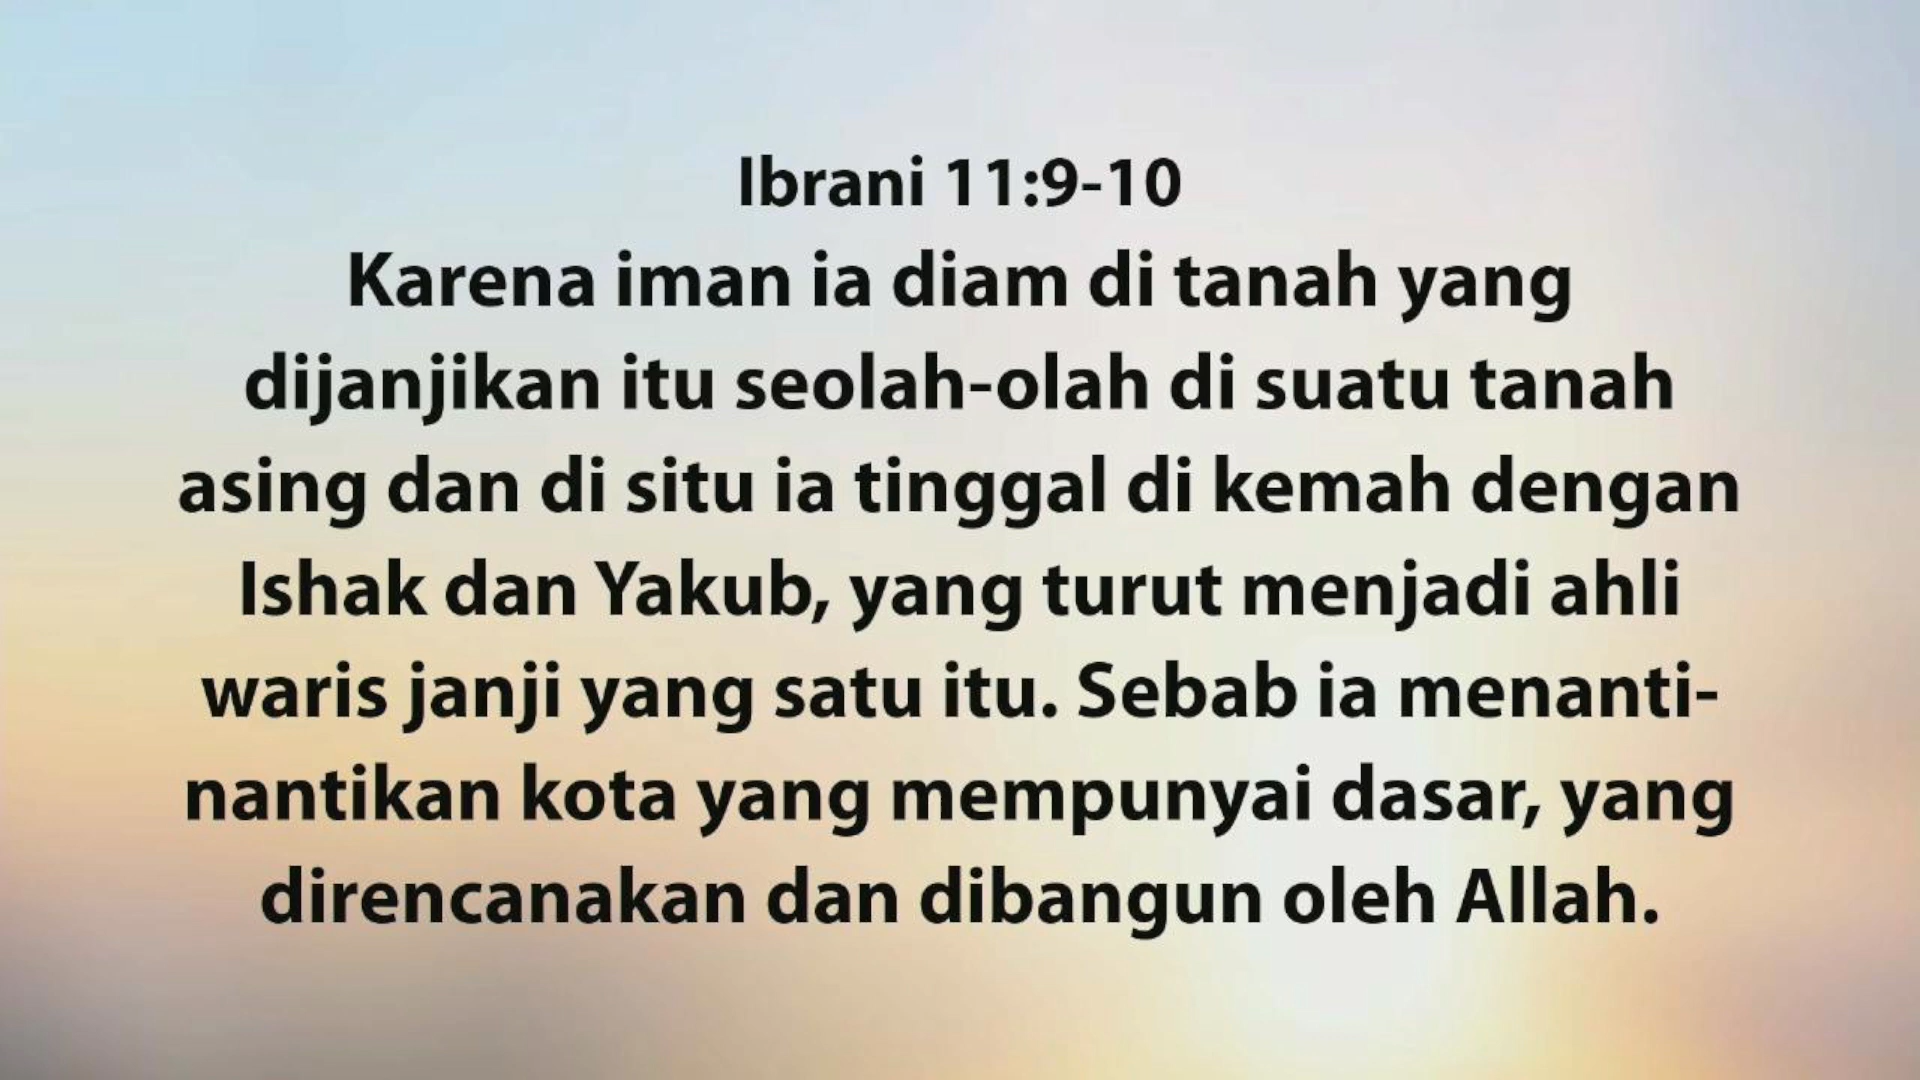 Ibrani 11:9-10
Karena iman ia diam di tanah yang
dijanjikan itu seolah-olah di suatu tanah
asing dan di situ ia tinggal di kemah dengan
Ishak dan Yakub, yang turut menjadi ahli
waris janji yang satu itu. Sebab ia menanti-
nantikan kota yang mempunyai dasar, yang
direncanakan dan dibangun oleh Allah.